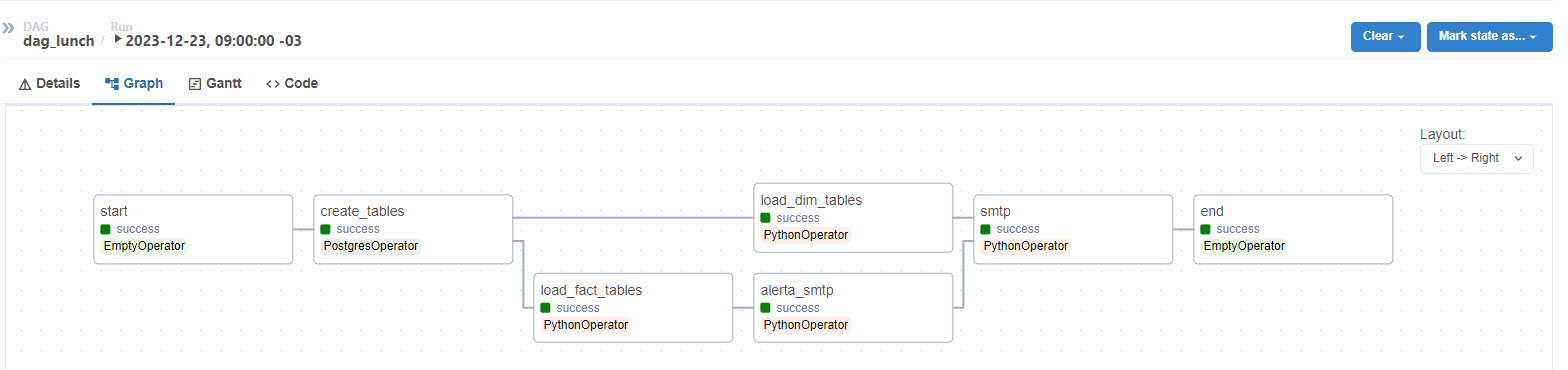 DAG
Run
dag_lunch / 2023-12-23, 09:00:00 -03
Clear
Mark state as...
Details
Graph
Gantt
Code
Layout:
Left -> Right
start
success
EmptyOperator
create_tables
success
PostgresOperator
load_dim_tables
success
PythonOperator
load_fact_tables
success
PythonOperator
alerta_smtp
success
PythonOperator
smtp
success
PythonOperator
end
success
EmptyOperator